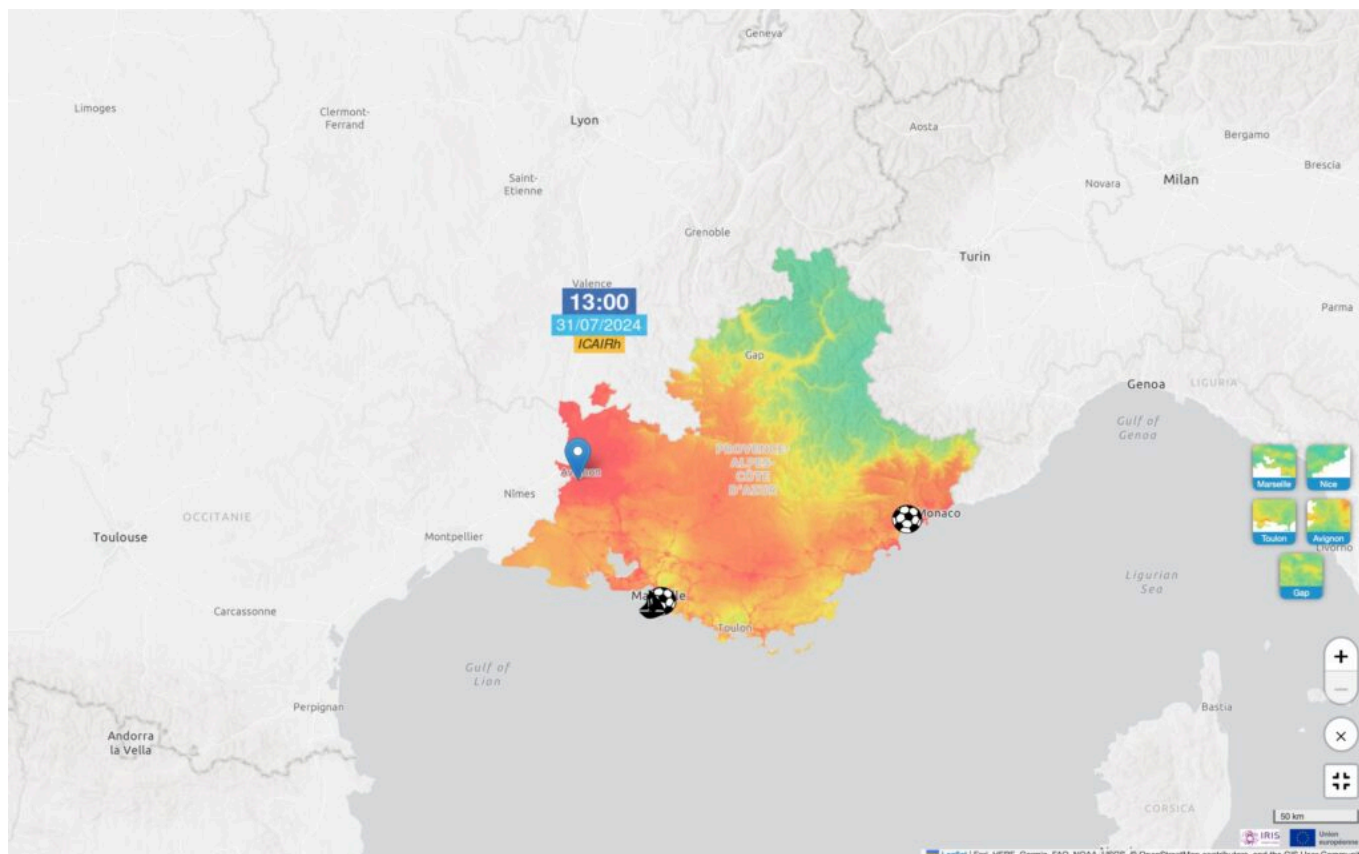 Geneva
Limoges
Clermont-
Ferrand
Lyon
Aosta
Bergamo
Saint-
Etienne
Novara
Milan
Brescia
Grenoble
Turin
Valence
13:00
31/07/2024
ICAIRh
Parma
Gap
Genoa
LIGURIA
Gulf of
Genoa
PROVENCE-
ALPES-
CÔTE
D'AZUR
Marseille
Nice
Nîmes
OCCITANIE
Monaco
Toulouse
Montpellier
Toulon
Avignon
Livorno
Ligurian
Sea
Gap
Carcassonne
Toulon
Gulf of
Lion
Perpignan
Bastia
Andorra
la Vella
CORSICA
50 km
IRIS
Union
européenne